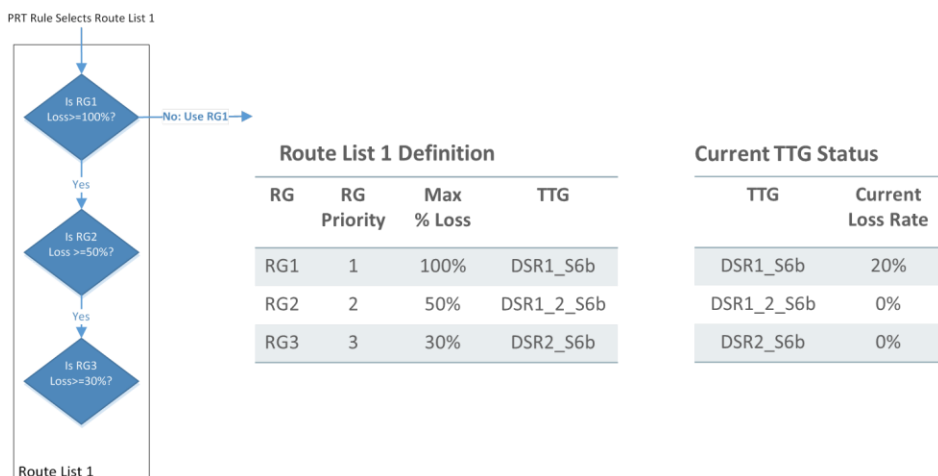 PRT Rule Selects Route List 1
Is RG1
Loss>=100%?
No: Use RG1
Yes
Is RG2
Loss >=50%?
Yes
Is RG3
Loss>=30%?
Route List 1
Route List 1 Definition
RG RG Priority Max % Loss TTG
RG1 1 100% DSR1_S6b
RG2 2 50% DSR1_2_S6b
RG3 3 30% DSR2_S6b
Current TTG Status
TTG Current Loss Rate
DSR1_S6b 20%
DSR1_2_S6b 0%
DSR2_S6b 0%